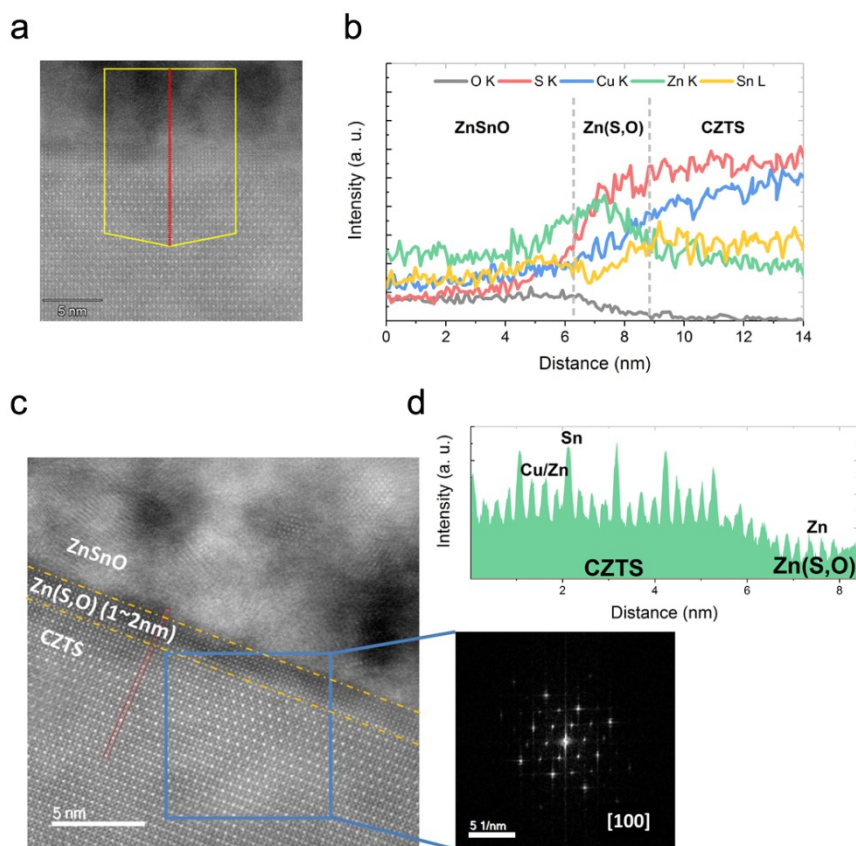 a
5 nm
b
O K S K Cu K Zn K Sn L
ZnSnO Zn(S,O) CZTS
Intensity (a. u.)
0 2 4 6 8 10 12 14
Distance (nm)
c
ZnSnO
Zn(S,O) (1~2nm)
CZTS
5 nm
d
Intensity (a. u.)
Sn
Cu/Zn
Zn
CZTS Zn(S,O)
2 4 6 8
Distance (nm)
5 1/nm
[100]